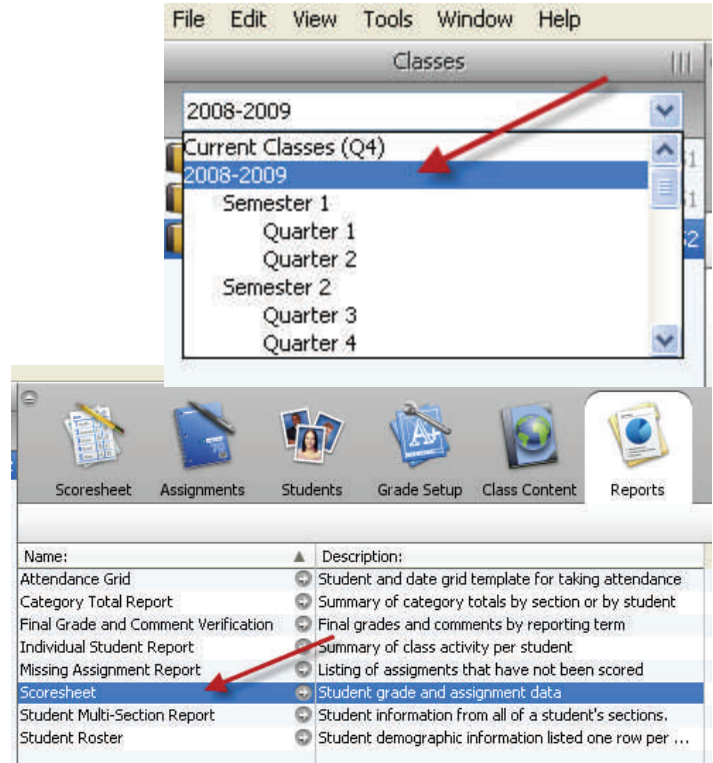 File Edit View Tools Window Help
Classes
2008-2009
Current Classes (Q4)
2008-2009
Semester 1
Quarter 1
Quarter 2
Semester 2
Quarter 3
Quarter 4
Scoresheet Assignments Students Grade Setup Class Content Reports
Name: Description:
Attendance Grid Student and date grid template for taking attendance
Category Total Report Summary of category totals by section or by student
Final Grade and Comment Verification Final grades and comments by reporting term
Individual Student Report Summary of class activity per student
Missing Assignment Report Listing of assigments that have not been scored
Scoresheet Student grade and assignment data
Student Multi-Section Report Student information from all of a student's sections.
Student Roster Student demographic information listed one row per ...